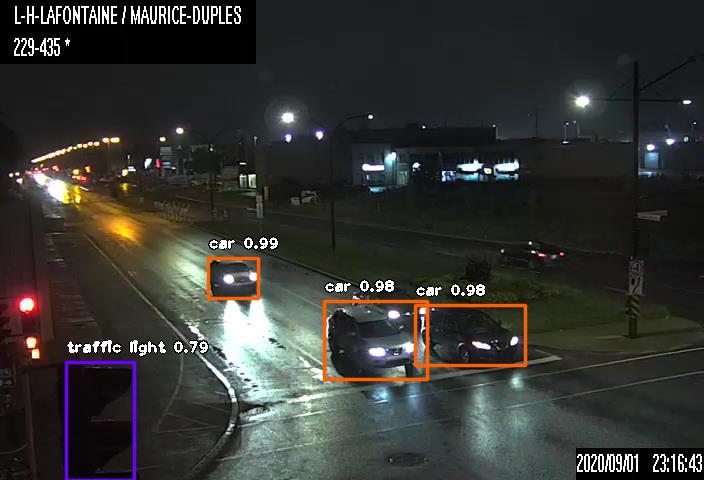 L-H-LAFONTAINE / MAURICE-DUPLES
229-435 *
car 0.99
car 0.98
car 0.98
traffic light 0.79
2020/09/01 23:16:43